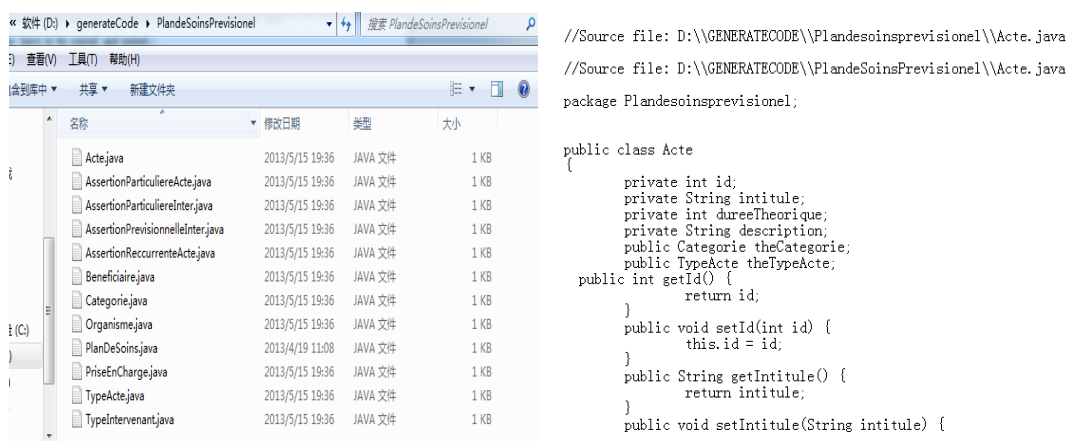 « 软件 (D:) ▸ generateCode ▸ PlandeSoinsPrevisionel
搜索 PlandeSoinsPrevisionel
) 查看(V) 工具(T) 帮助(H)
含到库中 ▾ 共享 ▾ 新建文件夹
名称 修改日期 类型 大小
Acte.java 2013/5/15 19:36 JAVA 文件 1 KB
AssertionParticuliereActe.java 2013/5/15 19:36 JAVA 文件 1 KB
AssertionParticuliereInter.java 2013/5/15 19:36 JAVA 文件 1 KB
AssertionPrevisionnelleInter.java 2013/5/15 19:36 JAVA 文件 1 KB
AssertionReccurrenteActe.java 2013/5/15 19:36 JAVA 文件 1 KB
Beneficiaire.java 2013/5/15 19:36 JAVA 文件 1 KB
Categorie.java 2013/5/15 19:36 JAVA 文件 1 KB
Organisme.java 2013/5/15 19:36 JAVA 文件 1 KB
(C:)
PlanDeSoins.java 2013/4/19 11:08 JAVA 文件 1 KB
PriseEnCharge.java 2013/5/15 19:36 JAVA 文件 1 KB
TypeActe.java 2013/5/15 19:36 JAVA 文件 1 KB
TypeIntervenant.java 2013/5/15 19:36 JAVA 文件 1 KB
//Source file: D:\\GENERATECODE\\Plandesoinsprevisionel\\Acte.java
//Source file: D:\\GENERATECODE\\PlandeSoinsPrevisionel\\Acte.java
package Plandesoinsprevisionel;
public class Acte
{
private int id;
private String intitule;
private int dureeTheorique;
private String description;
public Categorie theCategorie;
public TypeActe theTypeActe;
public int getId() {
return id;
}
public void setId(int id) {
this.id = id;
}
public String getIntitule() {
return intitule;
}
public void setIntitule(String intitule) {